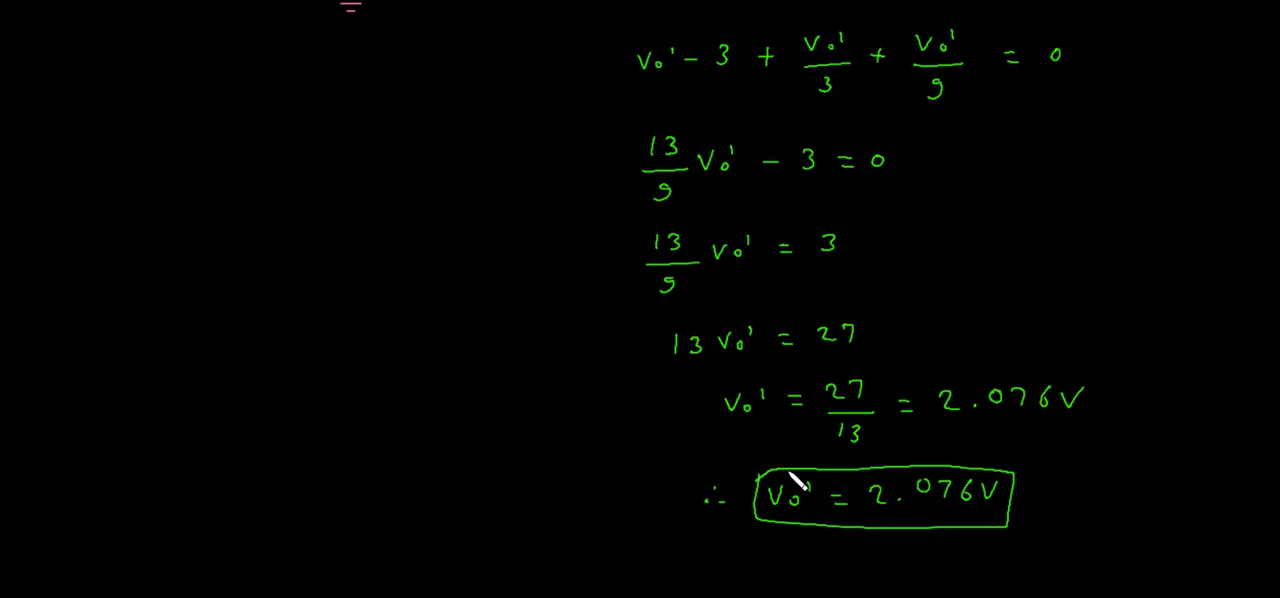 Vo' - 3 + Vo'/3 + Vo'/9 = 0
13/9 Vo' - 3 = 0
13/9 Vo' = 3
13 Vo' = 27
Vo' = 27/13 = 2.076V
∴ Vo' = 2.076V